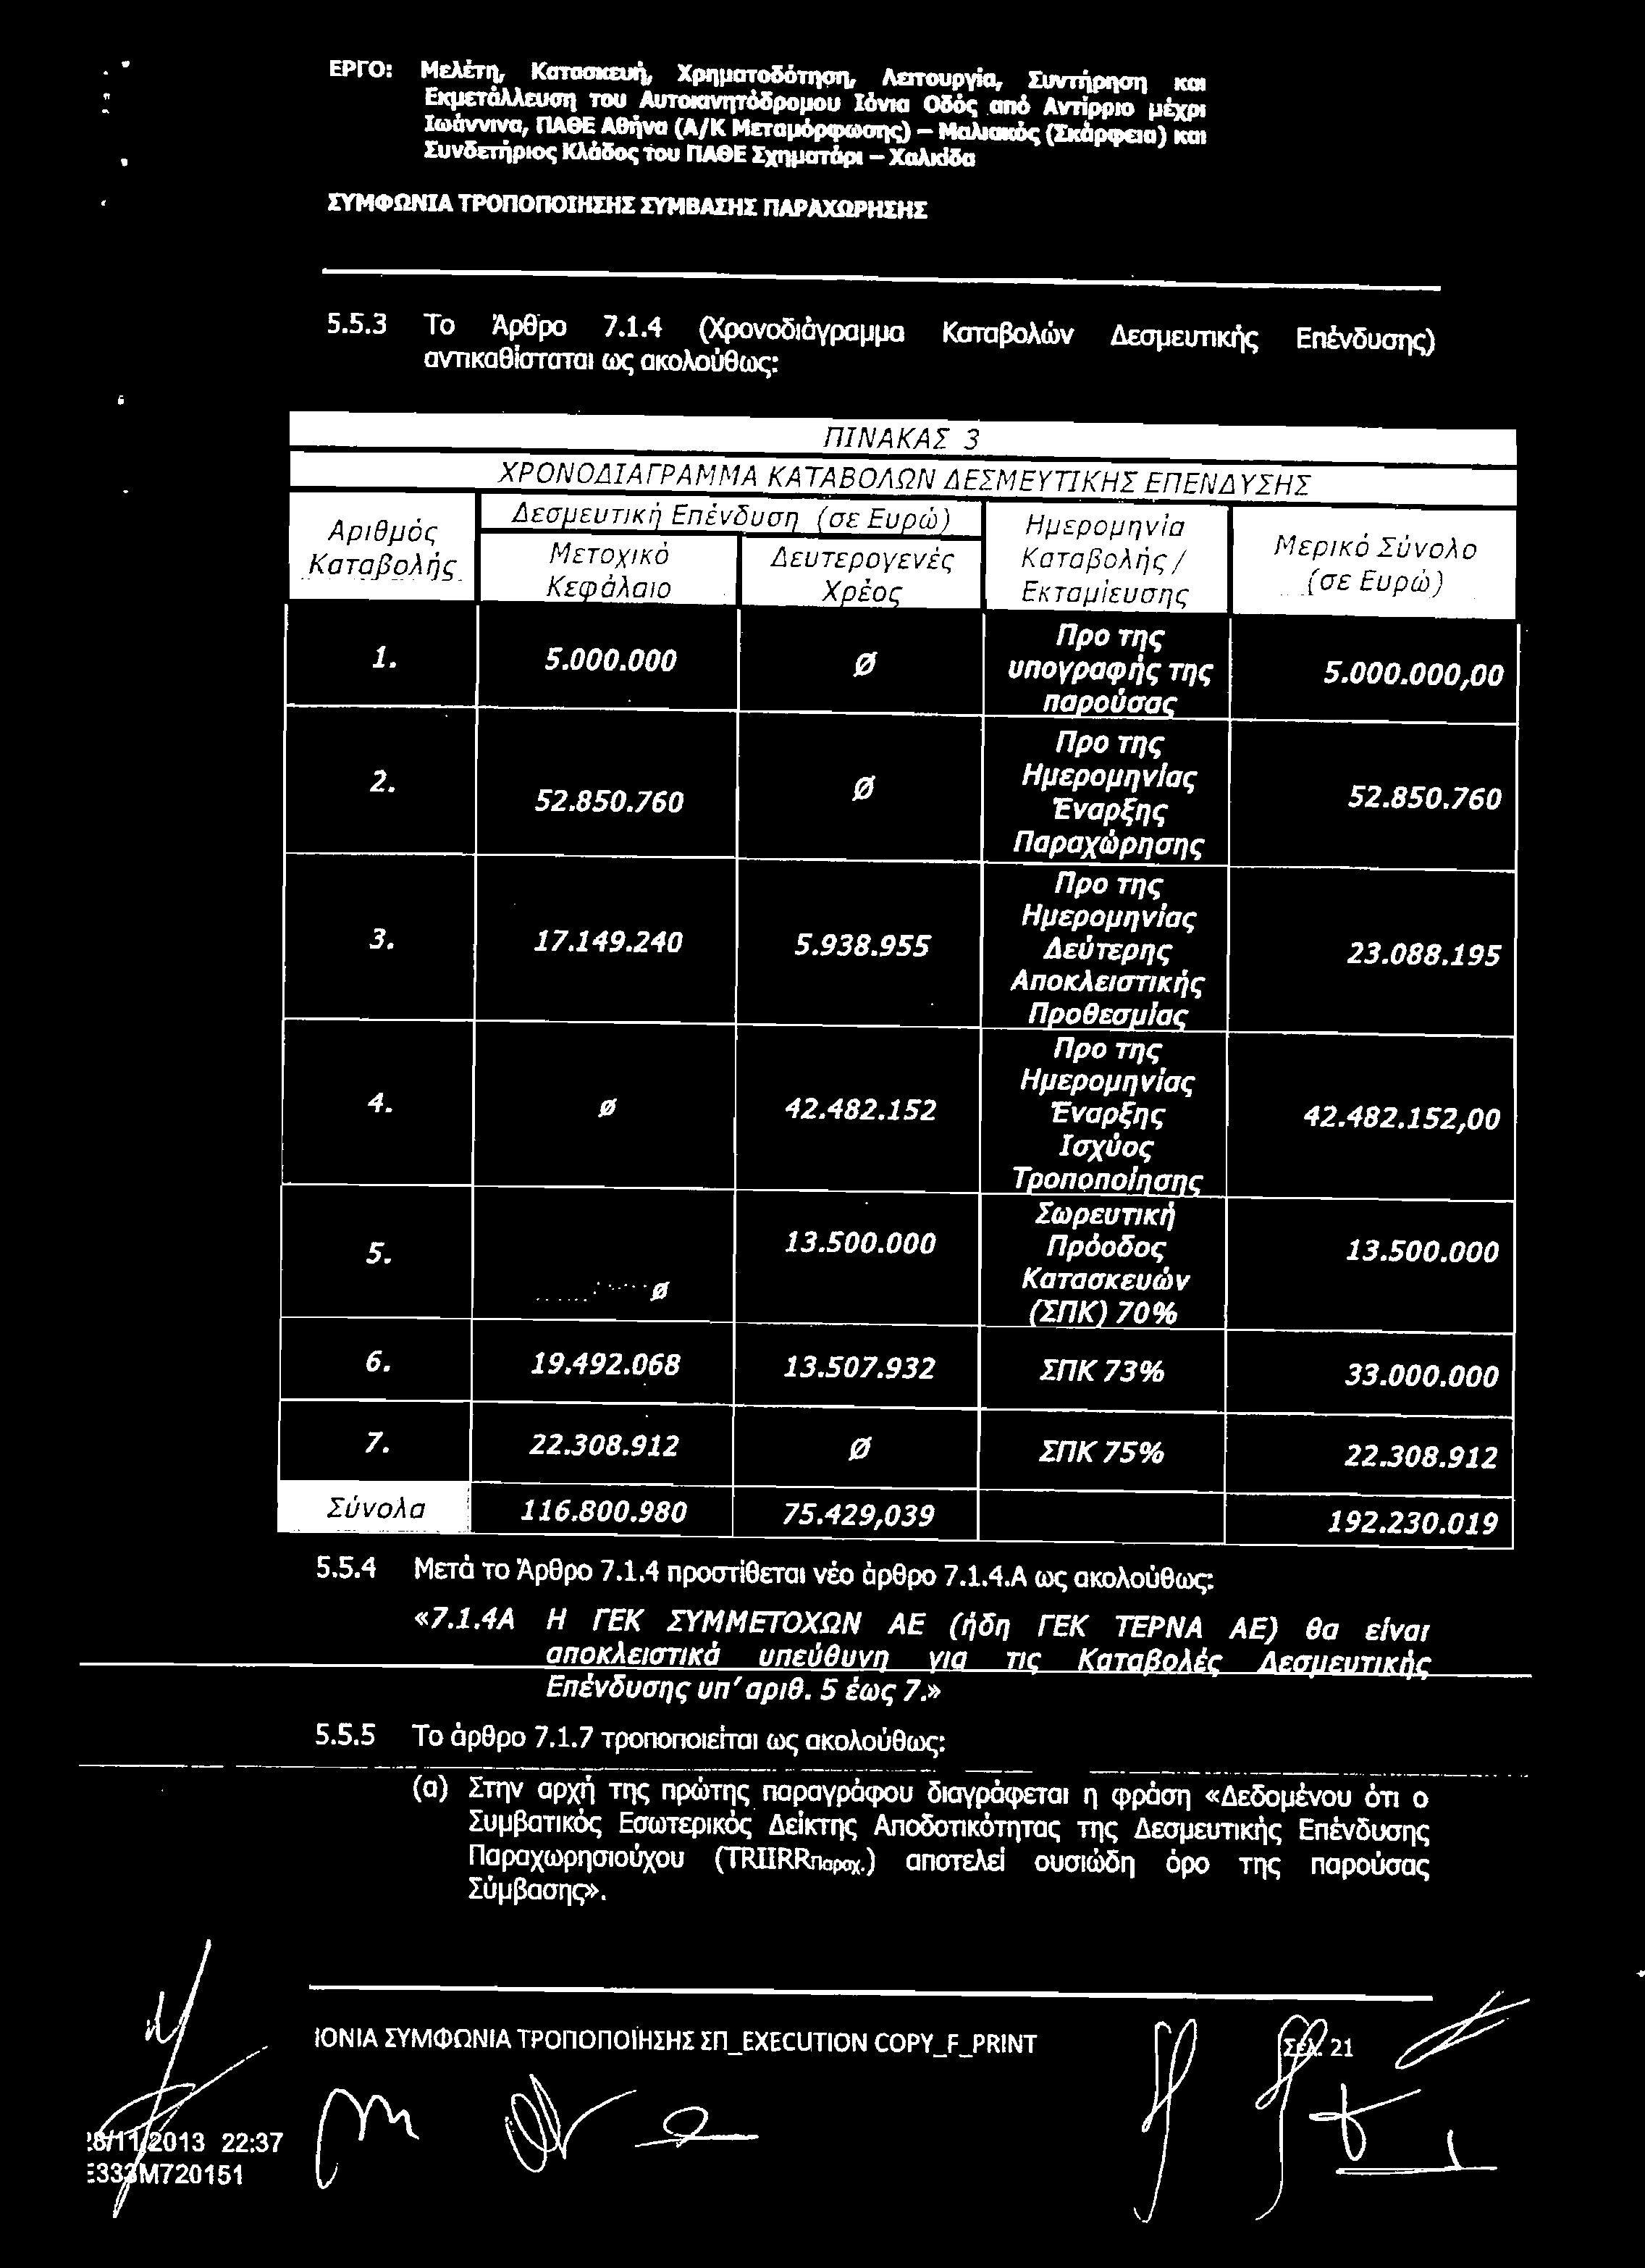 ΕΡΓΟ: Μελέτη, Κατασκευή, Χρηματοδότηση, Λειτουργία, Συντήρηση και
Εκμετάλλευση του Αυτοκινητόδρομου Ιόνια Οδός από Αντίρριο μέχρι
Ιωάννινα, ΠΑΘΕ Αθήνα (Α/Κ Μεταμόρφωσης) – Μαλιακός (Σκάρφεια) και
Συνδετήριος Κλάδος του ΠΑΘΕ Σχηματάρι – Χαλκίδα
ΣΥΜΦΩΝΙΑ ΤΡΟΠΟΠΟΙΗΣΗΣ ΣΥΜΒΑΣΗΣ ΠΑΡΑΧΩΡΗΣΗΣ
5.5.3 Το Άρθρο 7.1.4 (Χρονοδιάγραμμα Καταβολών Δεσμευτικής Επένδυσης)
αντικαθίσταται ως ακολούθως:
ΠΙΝΑΚΑΣ 3
ΧΡΟΝΟΔΙΑΓΡΑΜΜΑ ΚΑΤΑΒΟΛΩΝ ΔΕΣΜΕΥΤΙΚΗΣ ΕΠΕΝΔΥΣΗΣ
Αριθμός
Καταβολής
Δεσμευτική Επένδυση (σε Ευρώ)
Μετοχικό
Κεφάλαιο
Δευτερογενές
Χρέος
Ημερομηνία
Καταβολής /
Εκταμίευσης
Μερικό Σύνολο
(σε Ευρώ)
1. 5.000.000 Ø
Προ της
υπογραφής της
παρούσας
5.000.000,00
2. 52.850.760 Ø
Προ της
Ημερομηνίας
Έναρξης
Παραχώρησης
52.850.760
3. 17.149.240 5.938.955
Προ της
Ημερομηνίας
Δεύτερης
Αποκλειστικής
Προθεσμίας
23.088.195
4. Ø 42.482.152
Προ της
Ημερομηνίας
Έναρξης
Ισχύος
Τροποποίησης
42.482.152,00
5. Ø 13.500.000
Σωρευτική
Πρόοδος
Κατασκευών
(ΣΠΚ) 70%
13.500.000
6. 19.492.068 13.507.932 ΣΠΚ 73% 33.000.000
7. 22.308.912 Ø ΣΠΚ 75% 22.308.912
Σύνολα 116.800.980 75.429,039 192.230.019
5.5.4 Μετά το Άρθρο 7.1.4 προστίθεται νέο άρθρο 7.1.4.Α ως ακολούθως:
«7.1.4Α Η ΓΕΚ ΣΥΜΜΕΤΟΧΩΝ ΑΕ (ήδη ΓΕΚ ΤΕΡΝΑ ΑΕ) θα είναι
αποκλειστικά υπεύθυνη για τις Καταβολές Δεσμευτικής
Επένδυσης υπ' αριθ. 5 έως 7.»
5.5.5 Το άρθρο 7.1.7 τροποποιείται ως ακολούθως:
(α) Στην αρχή της πρώτης παραγράφου διαγράφεται η φράση «Δεδομένου ότι ο
Συμβατικός Εσωτερικός Δείκτης Αποδοτικότητας της Δεσμευτικής Επένδυσης
Παραχωρησιούχου (TRIIRRΠαραχ.) αποτελεί ουσιώδη όρο της παρούσας
Σύμβασης».
ΙΟΝΙΑ ΣΥΜΦΩΝΙΑ ΤΡΟΠΟΠΟΙΗΣΗΣ ΣΠ_EXECUTION COPY_F_PRINT
Σελ. 21
8/11/2013 22:37
M720151